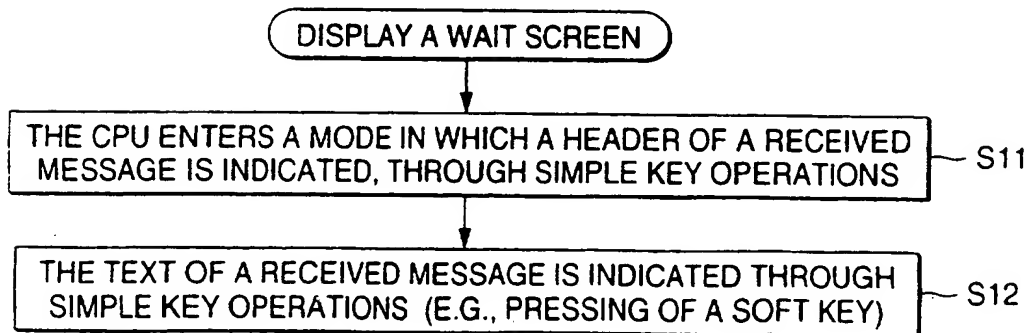 DISPLAY A WAIT SCREEN
THE CPU ENTERS A MODE IN WHICH A HEADER OF A RECEIVED
MESSAGE IS INDICATED, THROUGH SIMPLE KEY OPERATIONS
S11
THE TEXT OF A RECEIVED MESSAGE IS INDICATED THROUGH
SIMPLE KEY OPERATIONS (E.G., PRESSING OF A SOFT KEY)
S12